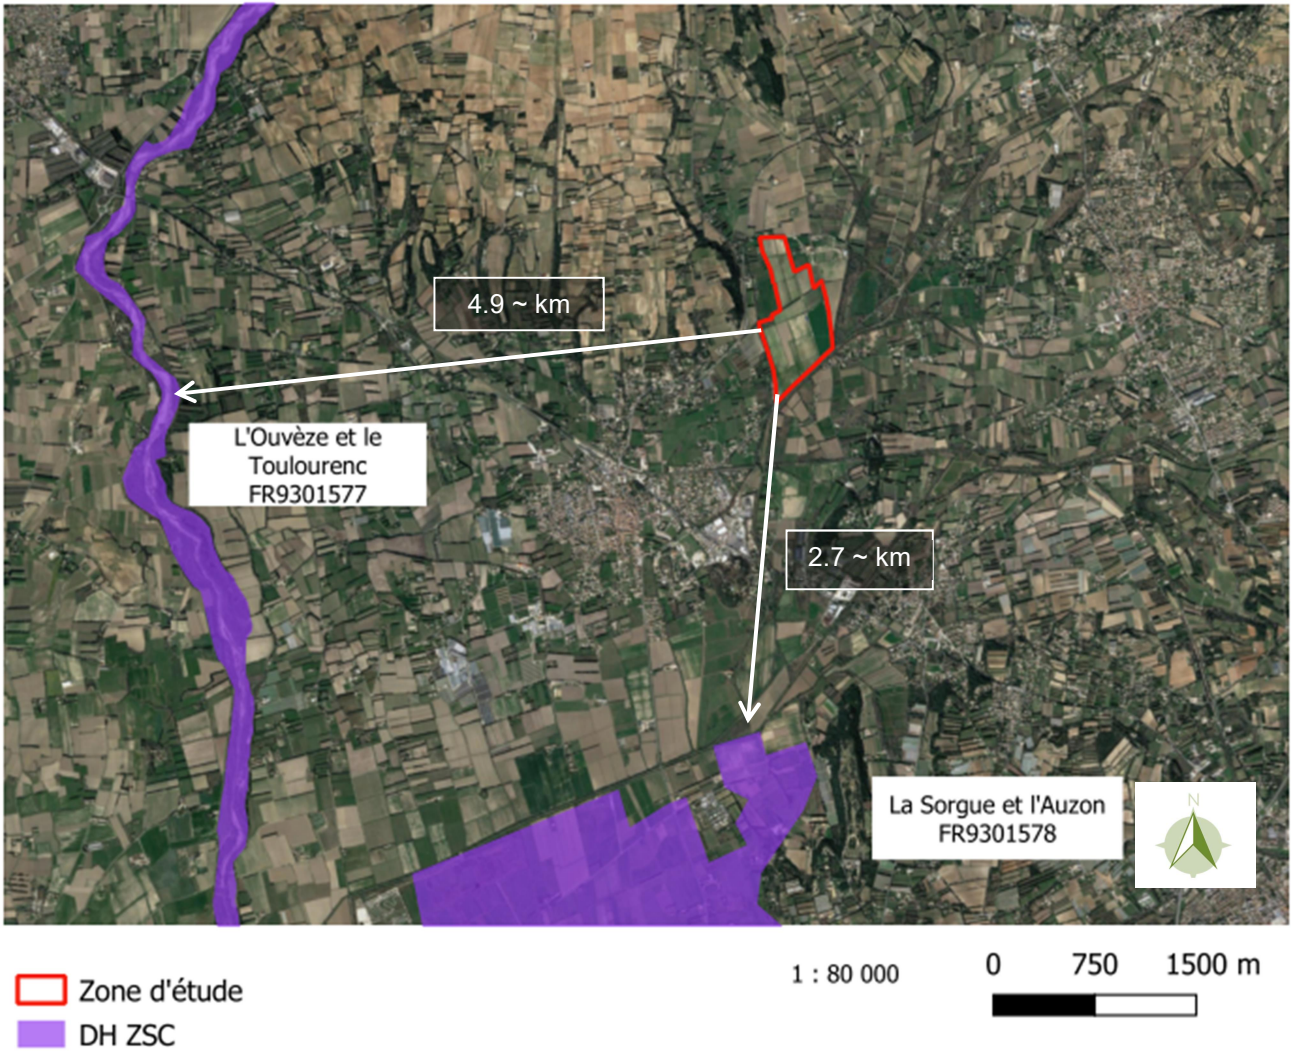 4.9 ~ km
L'Ouvèze et le
Toulourenc
FR9301577
2.7 ~ km
La Sorgue et l'Auzon
FR9301578
N
Zone d'étude
DH ZSC
1 : 80 000
0 750 1500 m